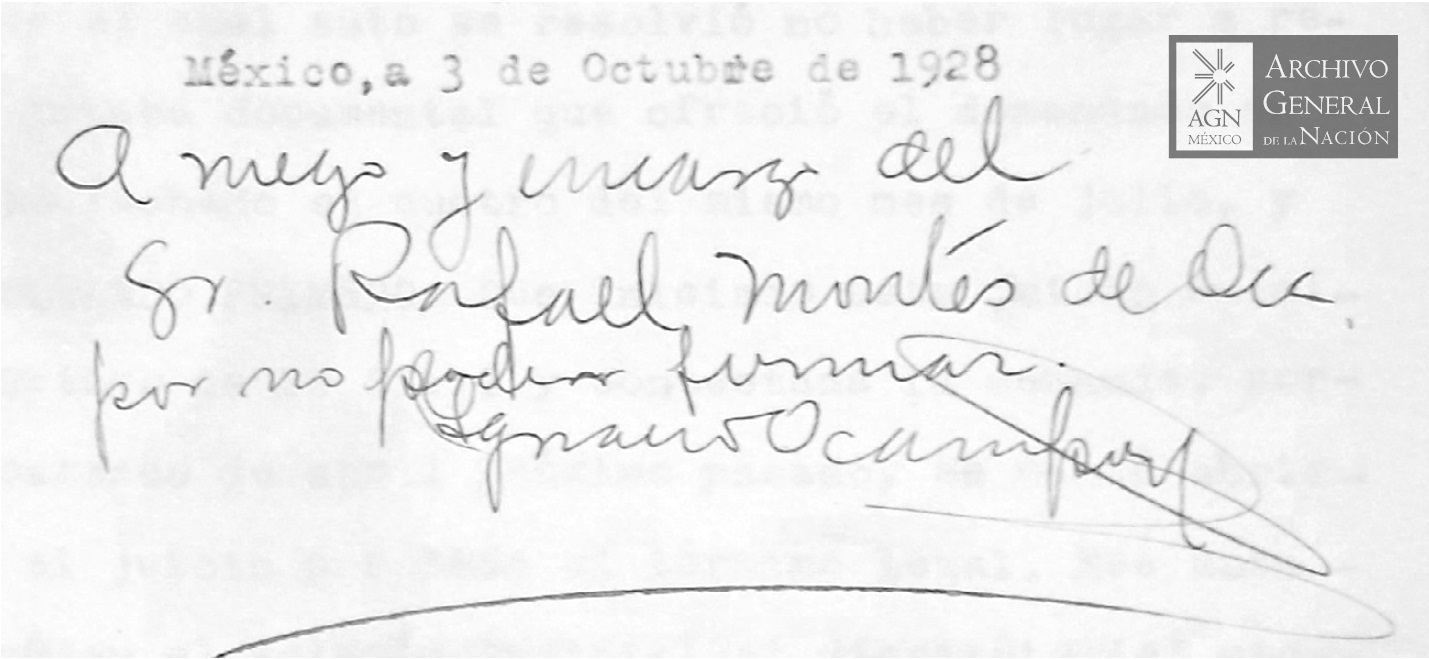 México, a 3 de Octubre de 1928
A ruego y encargo del
Sr. Rafael Montés de Oca.
por no poder firmar.
Ignacio Ocampo
AGN
MÉXICO
ARCHIVO
GENERAL
DE LA NACIÓN